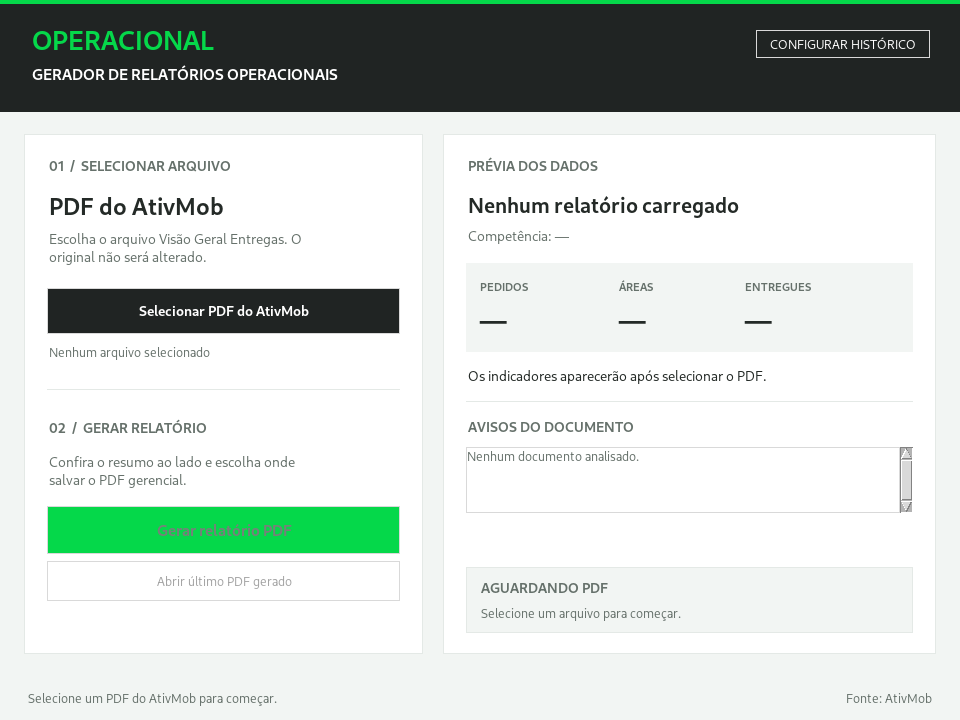 OPERACIONAL
GERADOR DE RELATÓRIOS OPERACIONAIS
CONFIGURAR HISTÓRICO
01 / SELECIONAR ARQUIVO
PDF do AtivMob
Escolha o arquivo Visão Geral Entregas. O
original não será alterado.
Selecionar PDF do AtivMob
Nenhum arquivo selecionado
02 / GERAR RELATÓRIO
Confira o resumo ao lado e escolha onde
salvar o PDF gerencial.
Gerar relatório PDF
Abrir último PDF gerado
PRÉVIA DOS DADOS
Nenhum relatório carregado
Competência: —
PEDIDOS ÁREAS ENTREGUES
— — —
Os indicadores aparecerão após selecionar o PDF.
AVISOS DO DOCUMENTO
Nenhum documento analisado.
AGUARDANDO PDF
Selecione um arquivo para começar.
Selecione um PDF do AtivMob para começar.
Fonte: AtivMob